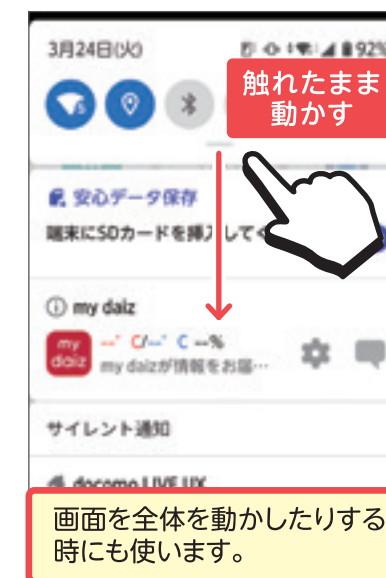 3月24日(火)
92%
触れたまま
動かす
安心データ保存
端末にSDカードを挿入してく
my daiz
my
daiz
--° C/--° C --%
my daizが情報をお届…
サイレント通知
docomo LIVE UX
画面を全体を動かしたりする
時にも使います。